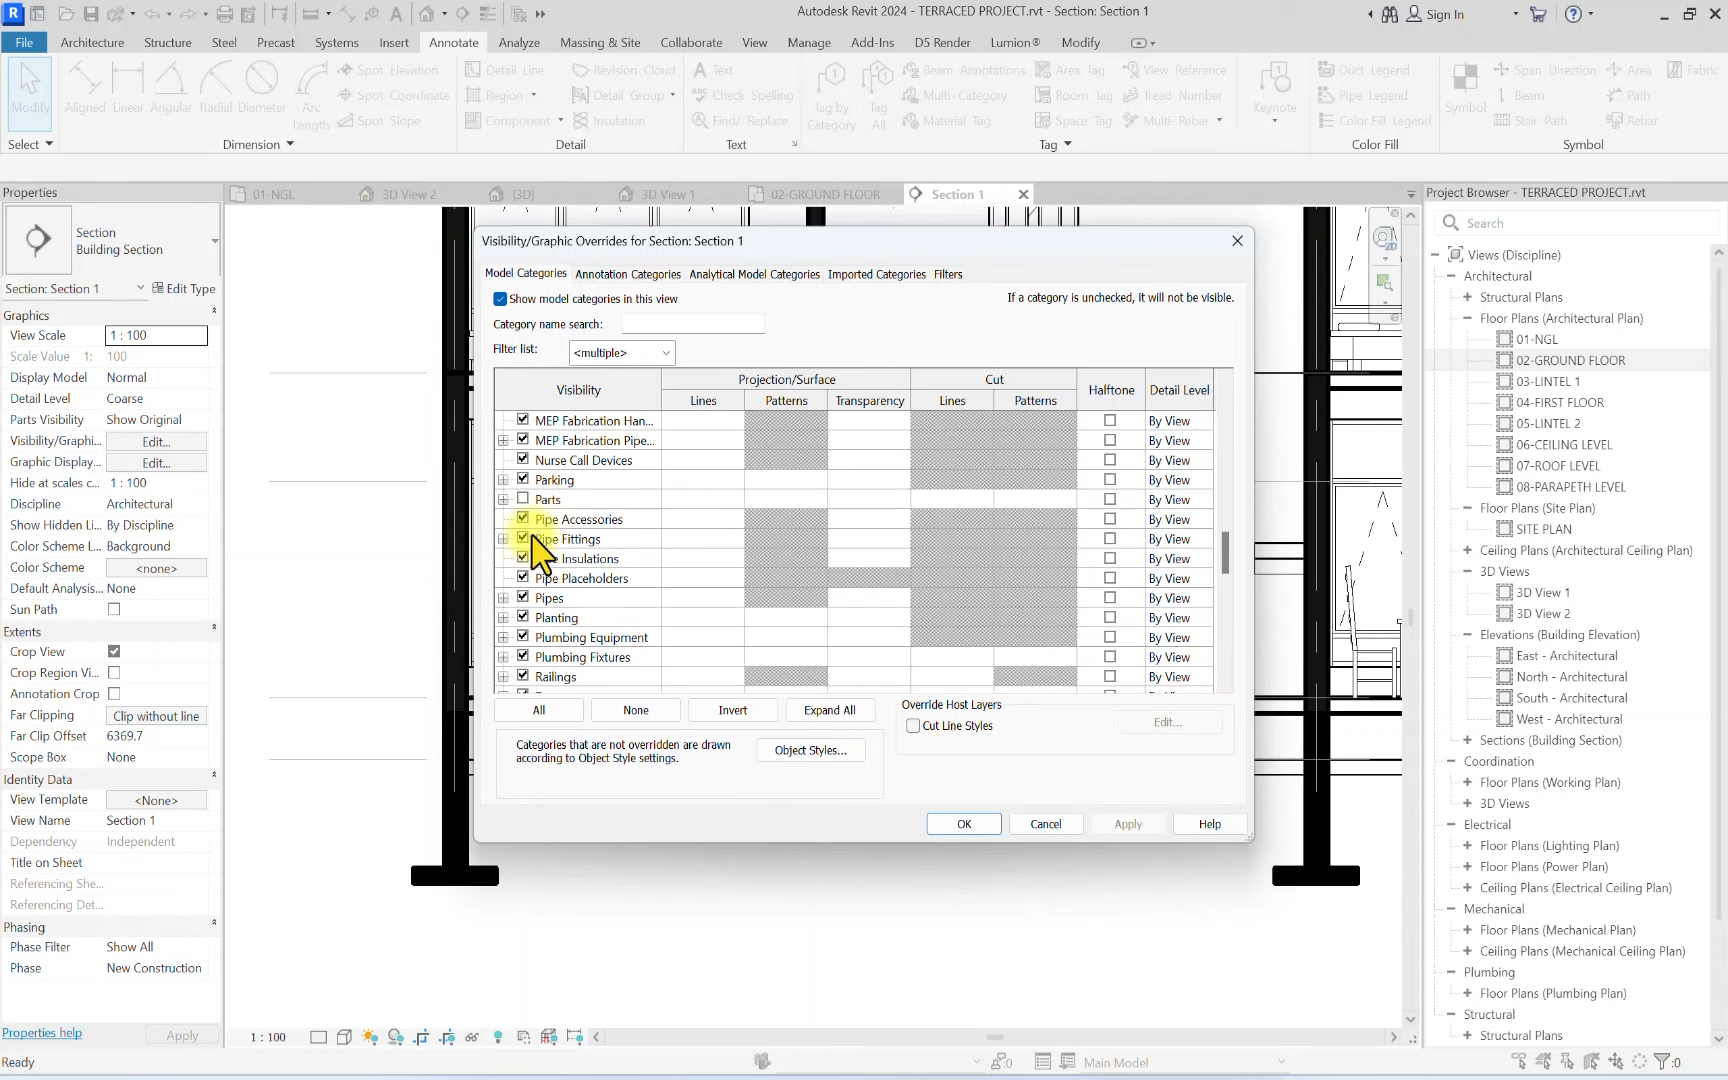 Autodesk Revit 2024 - TERRACED PROJECT.rvt - Section: Section 1
Sign In
File Architecture Structure Steel Precast Systems Insert Annotate Analyze Massing & Site Collaborate View Manage Add-Ins D5 Render Lumion® Modify
Modify
Aligned Linear Angular Radial Diameter Arc Length
Spot Elevation
Spot Coordinate
Spot Slope
Detail Line
Region
Component
Revision Cloud
Detail Group
Insulation
Text
Check Spelling
Find/ Replace
Tag by Category
Tag All
Beam Annotations
Multi- Category
Material Tag
Area Tag
Room Tag
Space Tag
View Reference
Tread Number
Multi- Rebar
Keynote
Duct Legend
Pipe Legend
Color Fill Legend
Symbol
Span Direction
Beam
Stair Path
Area
Path
Rebar
Fabric
Select Dimension Detail Text Tag Color Fill Symbol
Properties
01-NGL 3D View 2 {3D} 3D View 1 02-GROUND FLOOR Section 1
Section
Building Section
Section: Section 1 Edit Type
Graphics
View Scale 1 : 100
Scale Value 1: 100
Display Model Normal
Detail Level Coarse
Parts Visibility Show Original
Visibility/Graphi... Edit...
Graphic Display... Edit...
Hide at scales c... 1 : 100
Discipline Architectural
Show Hidden Li... By Discipline
Color Scheme L... Background
Color Scheme <none>
Default Analysis... None
Sun Path
Extents
Crop View
Crop Region Vi...
Annotation Crop
Far Clipping Clip without line
Far Clip Offset 6369.7
Scope Box None
Identity Data
View Template <None>
View Name Section 1
Dependency Independent
Title on Sheet
Referencing She...
Referencing Det...
Phasing
Phase Filter Show All
Phase New Construction
Properties help Apply
Visibility/Graphic Overrides for Section: Section 1
Model Categories Annotation Categories Analytical Model Categories Imported Categories Filters
Show model categories in this view
If a category is unchecked, it will not be visible.
Category name search:
Filter list: <multiple>
Visibility Projection/Surface Cut Halftone Detail Level
Lines Patterns Transparency Lines Patterns
MEP Fabrication Han... By View
MEP Fabrication Pipe... By View
Nurse Call Devices By View
Parking By View
Parts By View
Pipe Accessories By View
Pipe Fittings By View
Insulations By View
Pipe Placeholders By View
Pipes By View
Planting By View
Plumbing Equipment By View
Plumbing Fixtures By View
Railings By View
All None Invert Expand All
Categories that are not overridden are drawn
according to Object Style settings.
Object Styles...
Override Host Layers
Cut Line Styles Edit...
OK Cancel Apply Help
Project Browser - TERRACED PROJECT.rvt
Search
Views (Discipline)
Architectural
Structural Plans
Floor Plans (Architectural Plan)
01-NGL
02-GROUND FLOOR
03-LINTEL 1
04-FIRST FLOOR
05-LINTEL 2
06-CEILING LEVEL
07-ROOF LEVEL
08-PARAPETH LEVEL
Floor Plans (Site Plan)
SITE PLAN
Ceiling Plans (Architectural Ceiling Plan)
3D Views
3D View 1
3D View 2
Elevations (Building Elevation)
East - Architectural
North - Architectural
South - Architectural
West - Architectural
Sections (Building Section)
Coordination
Floor Plans (Working Plan)
3D Views
Electrical
Floor Plans (Lighting Plan)
Floor Plans (Power Plan)
Ceiling Plans (Electrical Ceiling Plan)
Mechanical
Floor Plans (Mechanical Plan)
Ceiling Plans (Mechanical Ceiling Plan)
Plumbing
Floor Plans (Plumbing Plan)
Structural
Structural Plans
1 : 100
Ready
:0
Main Model
:0